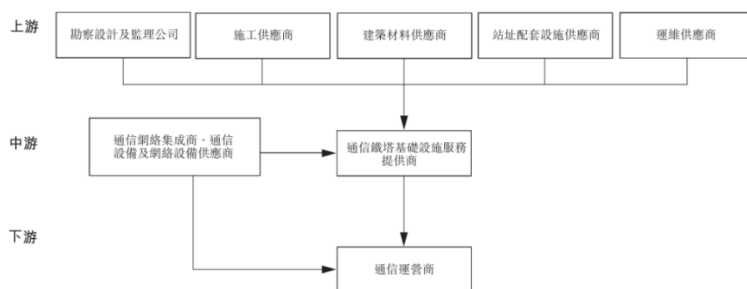 上游
勘察設計及監理公司
施工供應商
建築材料供應商
站址配套設施供應商
運維供應商
中游
通信網絡集成商、通信
設備及網絡設備供應商
通信鐵塔基礎設施服務
提供商
下游
通信運營商